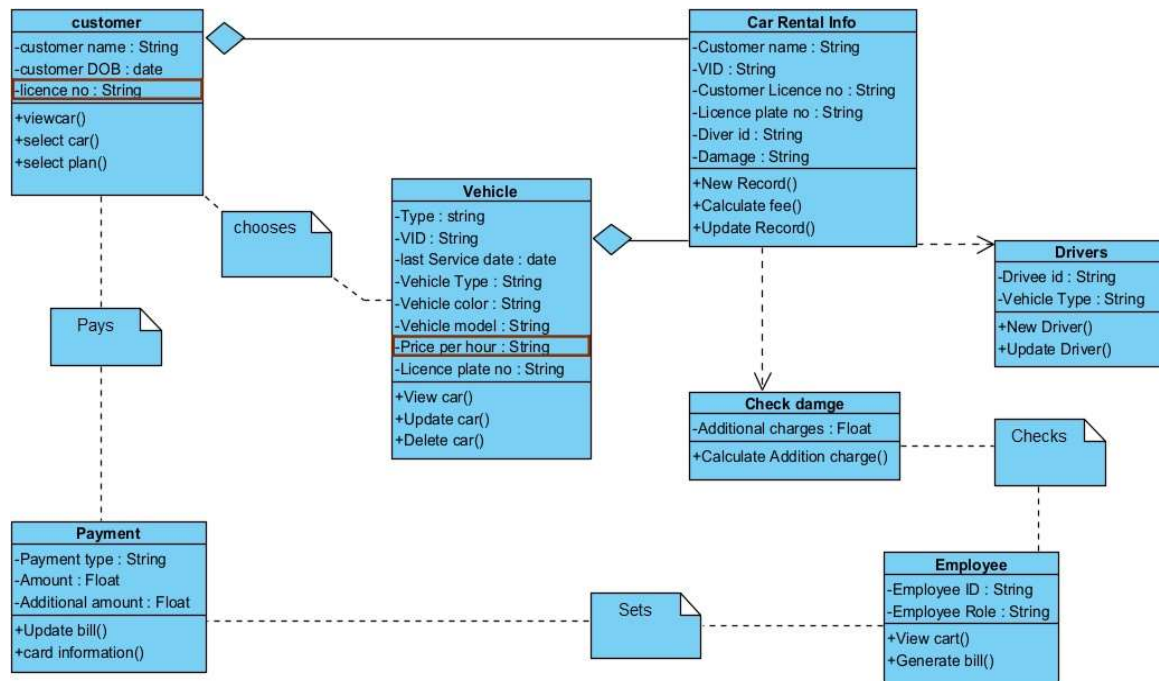 customer
-customer name : String
-customer DOB : date
-licence no : String
+viewcar()
+select car()
+select plan()
Car Rental Info
-Customer name : String
-VID : String
-Customer Licence no : String
-Licence plate no : String
-Diver id : String
-Damage : String
+New Record()
+Calculate fee()
+Update Record()
chooses
Vehicle
-Type : string
-VID : String
-last Service date : date
-Vehicle Type : String
-Vehicle color : String
-Vehicle model : String
-Price per hour : String
-Licence plate no : String
+View car()
+Update car()
+Delete car()
Drivers
-Drivee id : String
-Vehicle Type : String
+New Driver()
+Update Driver()
Pays
Check damge
-Additional charges : Float
+Calculate Addition charge()
Checks
Payment
-Payment type : String
-Amount : Float
-Additional amount : Float
+Update bill()
+card information()
Sets
Employee
-Employee ID : String
-Employee Role : String
+View cart()
+Generate bill()